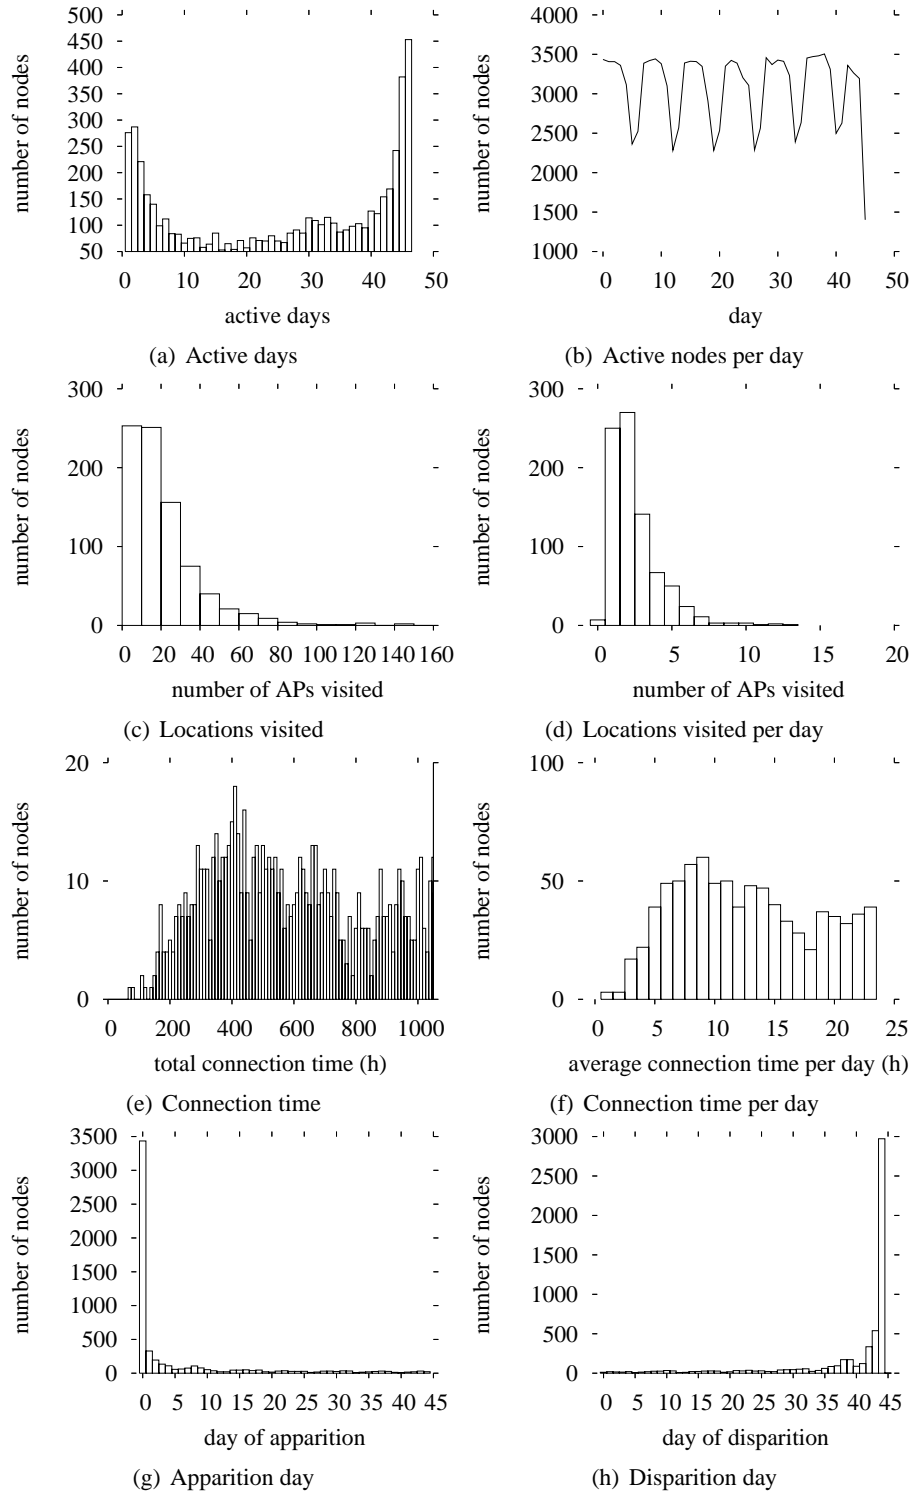 500
450
400
350
300
250
200
150
100
50
0 10 20 30 40 50
number of nodes
active days
(a) Active days
4000
3500
3000
2500
2000
1500
1000
0 10 20 30 40 50
number of nodes
day
(b) Active nodes per day
300
200
100
0
0 20 40 60 80 100 120 140 160
number of nodes
number of APs visited
(c) Locations visited
300
200
100
0
0 5 10 15 20
number of nodes
number of APs visited
(d) Locations visited per day
20
10
0
0 200 400 600 800 1000
number of nodes
total connection time (h)
(e) Connection time
100
50
0
0 5 10 15 20 25
number of nodes
average connection time per day (h)
(f) Connection time per day
3500
3000
2500
2000
1500
1000
500
0
0 5 10 15 20 25 30 35 40 45
number of nodes
day of apparition
(g) Apparition day
3000
2500
2000
1500
1000
500
0
0 5 10 15 20 25 30 35 40 45
number of nodes
day of disparition
(h) Disparition day